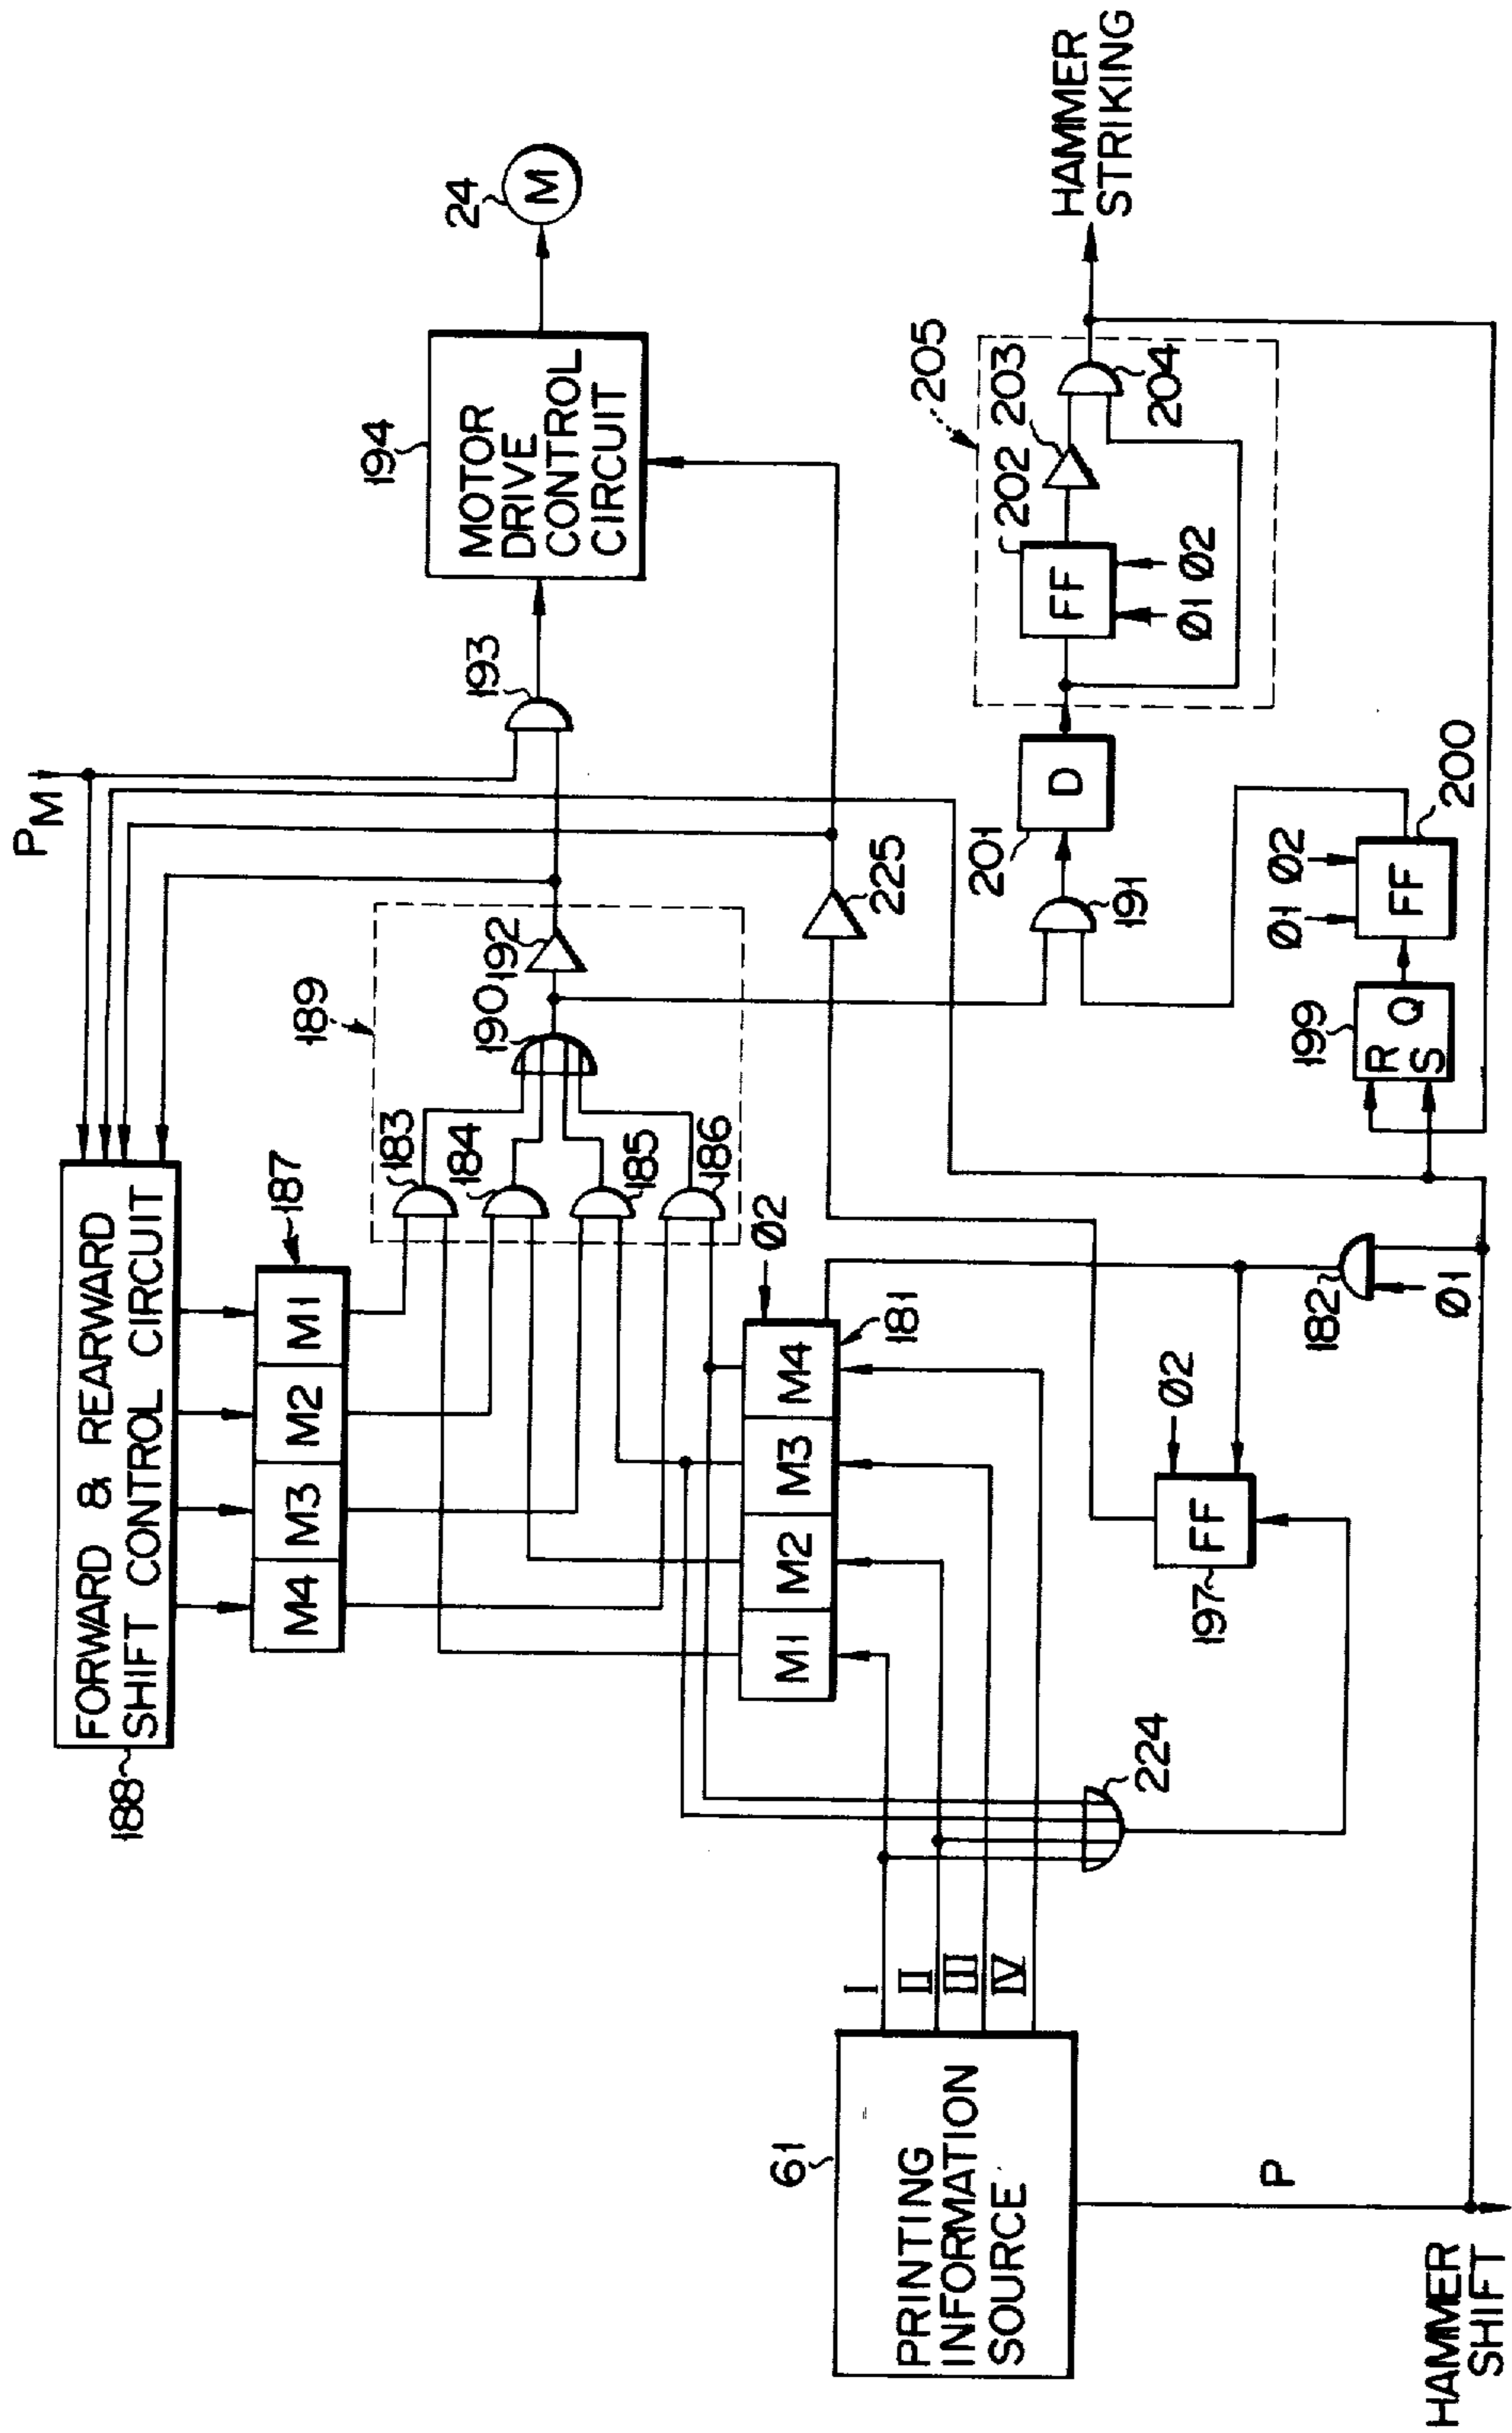 FORWARD & REARWARD
SHIFT CONTROL CIRCUIT
188
M4 M3 M2 M1
187
PM
189
183
184
185
186
190
192
193
194
MOTOR
DRIVE
CONTROL
CIRCUIT
24
M
Ø2
M1 M2 M3 M4
181
225
61
PRINTING
INFORMATION
SOURCE
I
II
III
IV
224
197
FF
Ø2
182
Ø1
191
201
D
205
202
FF
Ø1 Ø2
203
204
HAMMER
STRIKING
199
R
S
Q
Ø1 Ø2
FF
200
P
HAMMER
SHIFT